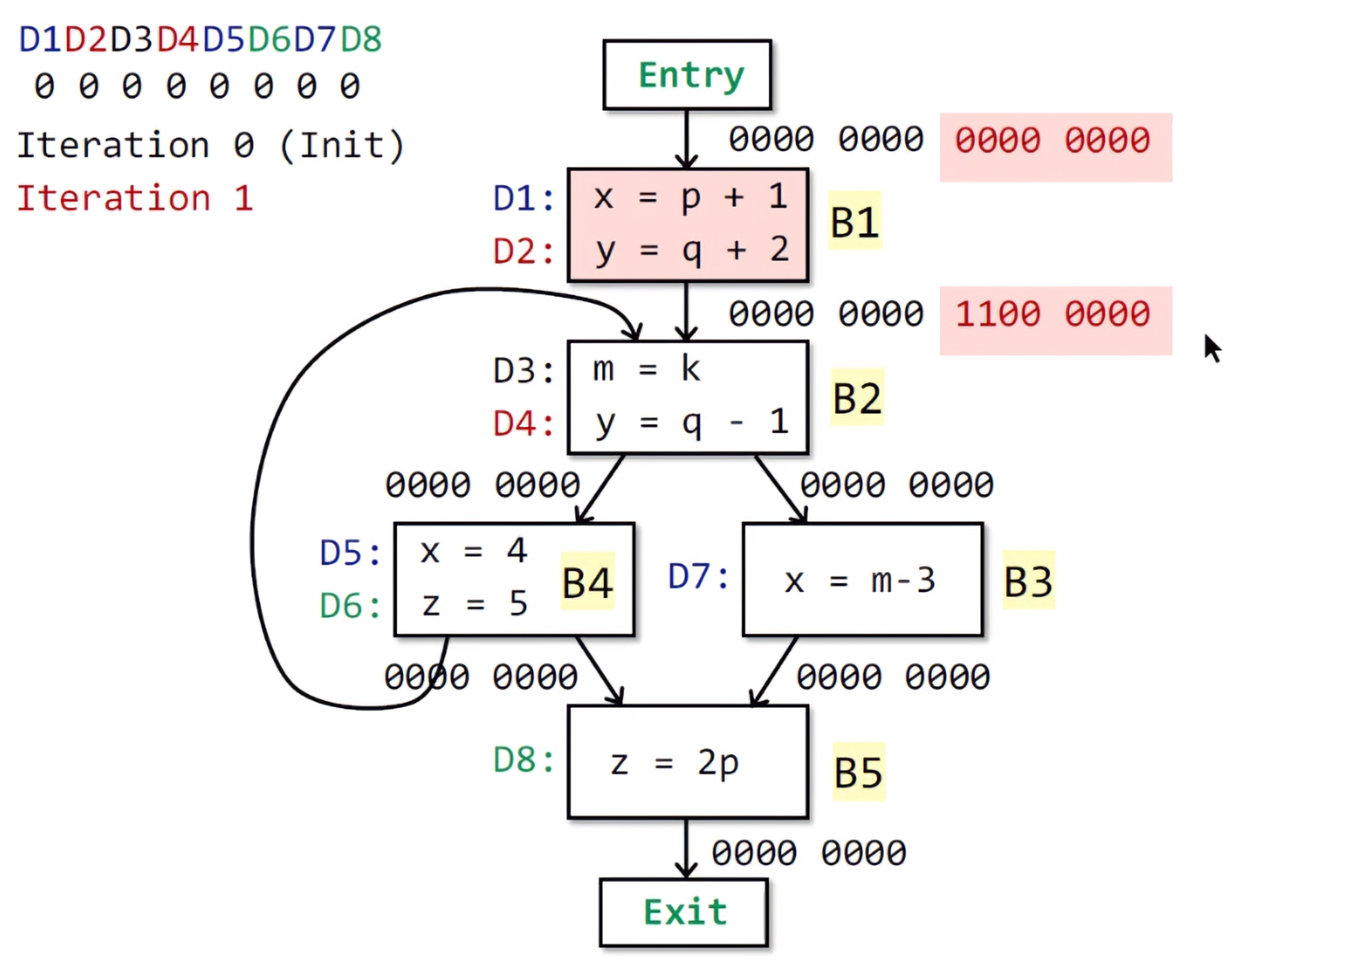 D1D2D3D4D5D6D7D8
0 0 0 0 0 0 0 0
Iteration 0 (Init)
Iteration 1
Entry
0000 0000 0000 0000
D1: x = p + 1
D2: y = q + 2
B1
0000 0000 1100 0000
D3: m = k
D4: y = q - 1
B2
0000 0000
0000 0000
D5: x = 4
D6: z = 5
B4
D7: x = m-3
B3
0000 0000
0000 0000
D8: z = 2p
B5
0000 0000
Exit